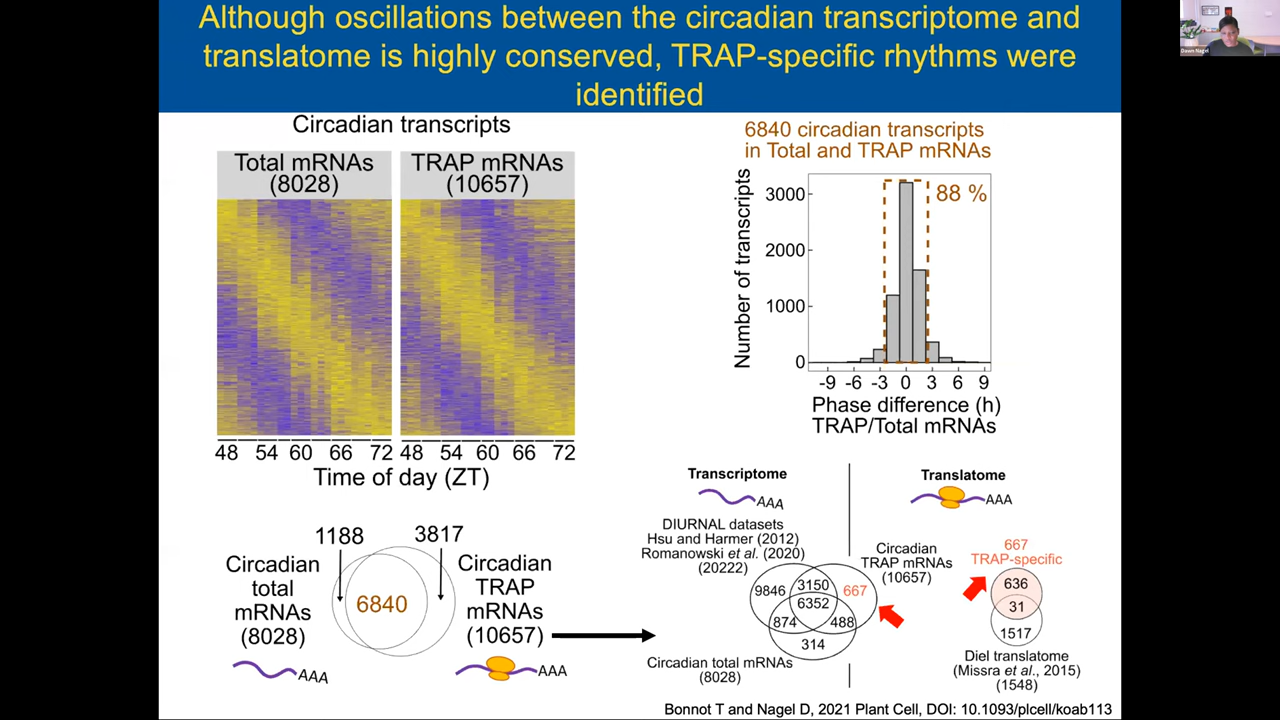 Although oscillations between the circadian transcriptome and
translatome is highly conserved, TRAP-specific rhythms were
identified
Dawn Nagel
Circadian transcripts
Total mRNAs
(8028)
TRAP mRNAs
(10657)
48 54 60 66 72
48 54 60 66 72
Time of day (ZT)
6840 circadian transcripts
in Total and TRAP mRNAs
88 %
Number of transcripts
3000
2000
1000
0
-9 -6 -3 0 3 6 9
Phase difference (h)
TRAP/Total mRNAs
1188
3817
Circadian
total
mRNAs
(8028)
AAA
6840
Circadian
TRAP
mRNAs
(10657)
AAA
Transcriptome
AAA
DIURNAL datasets
Hsu and Harmer (2012)
Romanowski et al. (2020)
(20222)
9846
3150
667
6352
874
488
314
Circadian total mRNAs
(8028)
Circadian
TRAP mRNAs
(10657)
Translatome
AAA
667
TRAP-specific
636
31
1517
Diel translatome
(Missra et al., 2015)
(1548)
Bonnot T and Nagel D, 2021 Plant Cell, DOI: 10.1093/plcell/koab113